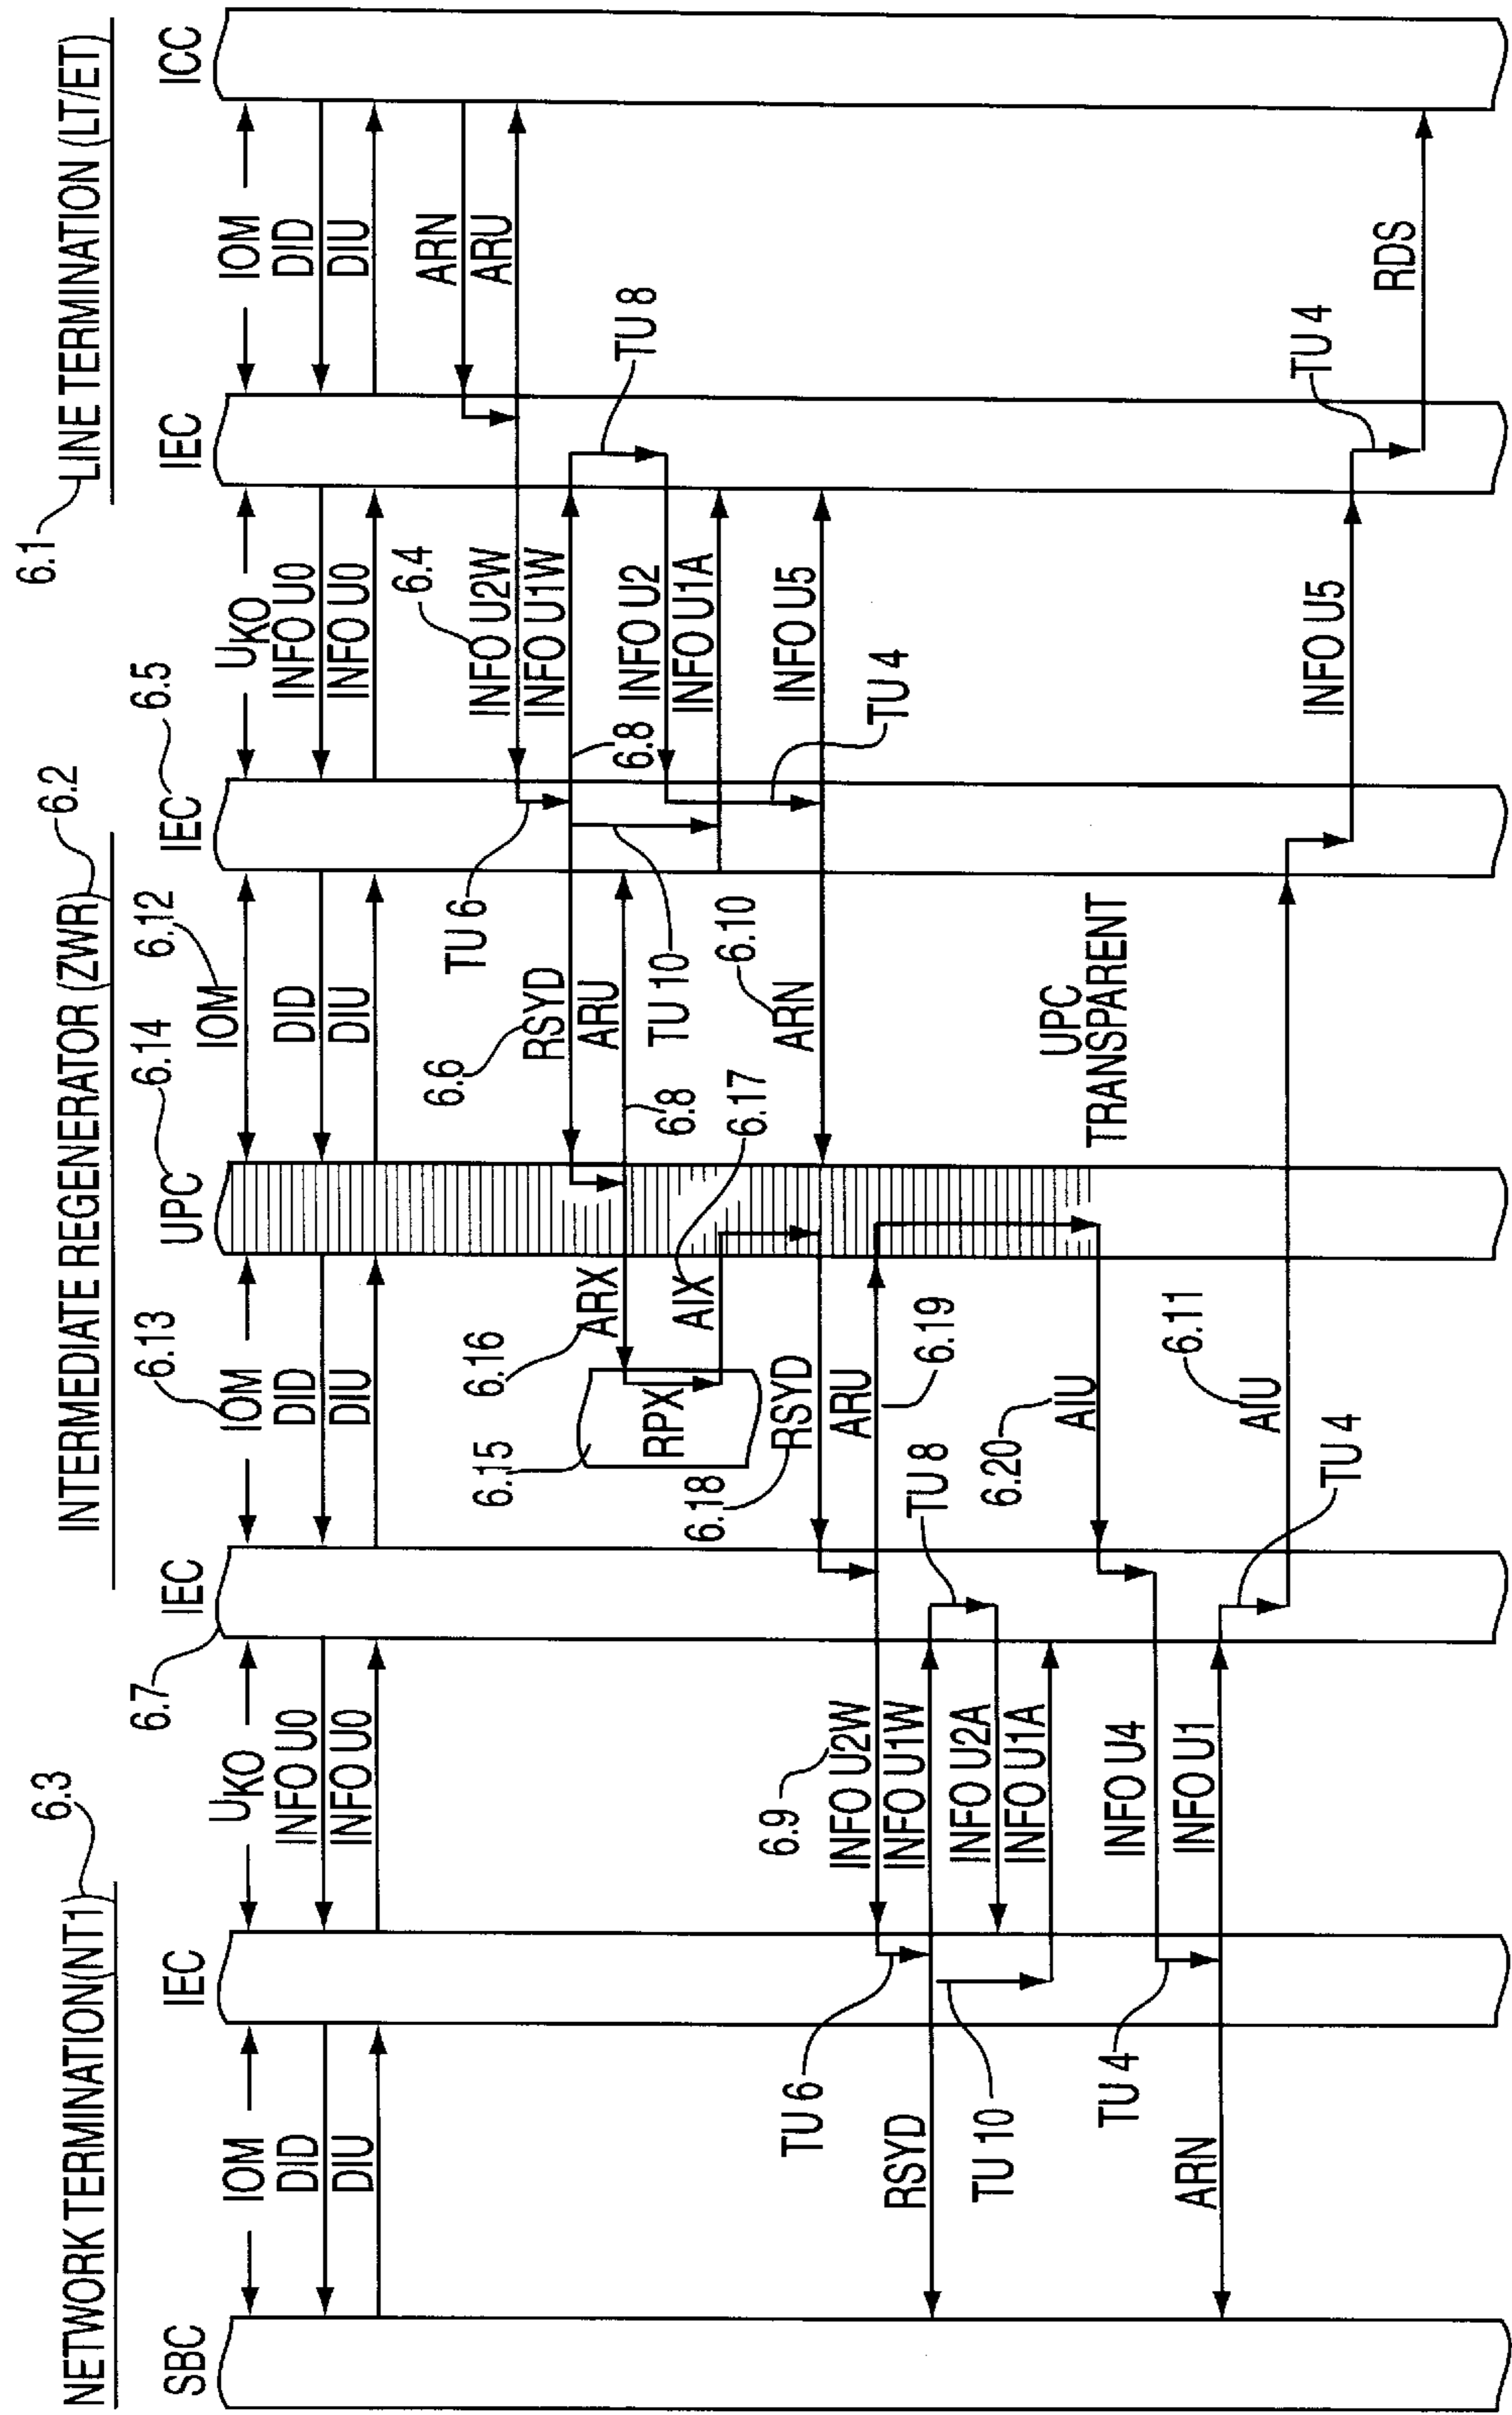 NETWORK TERMINATION(NT1) 6.3
INTERMEDIATE REGENERATOR (ZWR) 6.2
6.1 LINE TERMINATION (LT/ET)
SBC
IEC
6.7 IEC
UPC 6.14
IEC 6.5
IEC
ICC
IOM
UKO
IOM 6.13
IOM 6.12
UKO
IOM
DID
INFO U0
DID
DID
INFO U0
DID
DIU
INFO U0
DIU
DIU
INFO U0
DIU
ARN
ARU
6.4
INFO U2W
INFO U1W
TU 6
6.6
RSYD
ARU
6.8
6.8
TU 8
6.16
ARX
6.15
RPX
AIX
6.17
TU 10
INFO U2
INFO U1A
TU 4
6.18
RSYD
ARU
6.19
6.10
ARN
INFO U5
6.9
INFO U2W
INFO U1W
TU 6
RSYD
TU 10
TU 8
INFO U2A
INFO U1A
6.20
AIU
UPC
TRANSPARENT
INFO U4
TU 4
ARN
INFO U1
TU 4
6.11
AIU
INFO U5
TU 4
RDS